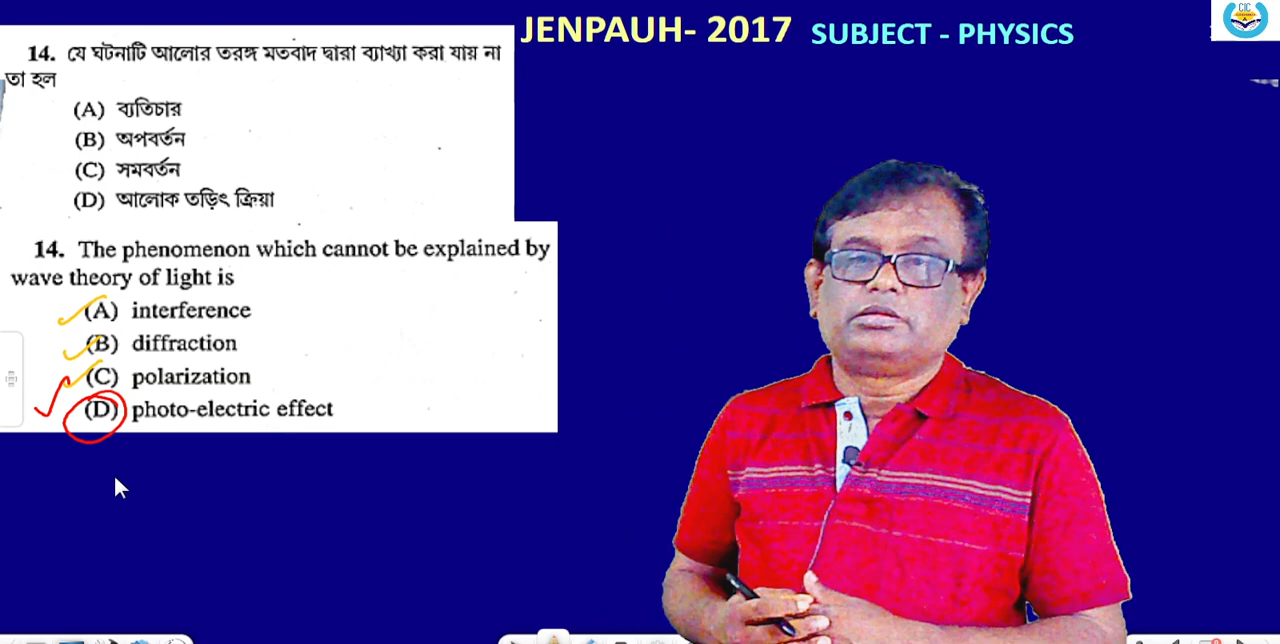 JENPAUH- 2017 SUBJECT - PHYSICS
CIC
14. যে ঘটনাটি আলোর তরঙ্গ মতবাদ দ্বারা ব্যাখ্যা করা যায় না
তা হল
(A) ব্যতিচার
(B) অপবর্তন
(C) সমবর্তন
(D) আলোক তড়িৎ ক্রিয়া
14. The phenomenon which cannot be explained by
wave theory of light is
(A) interference
(B) diffraction
(C) polarization
(D) photo-electric effect